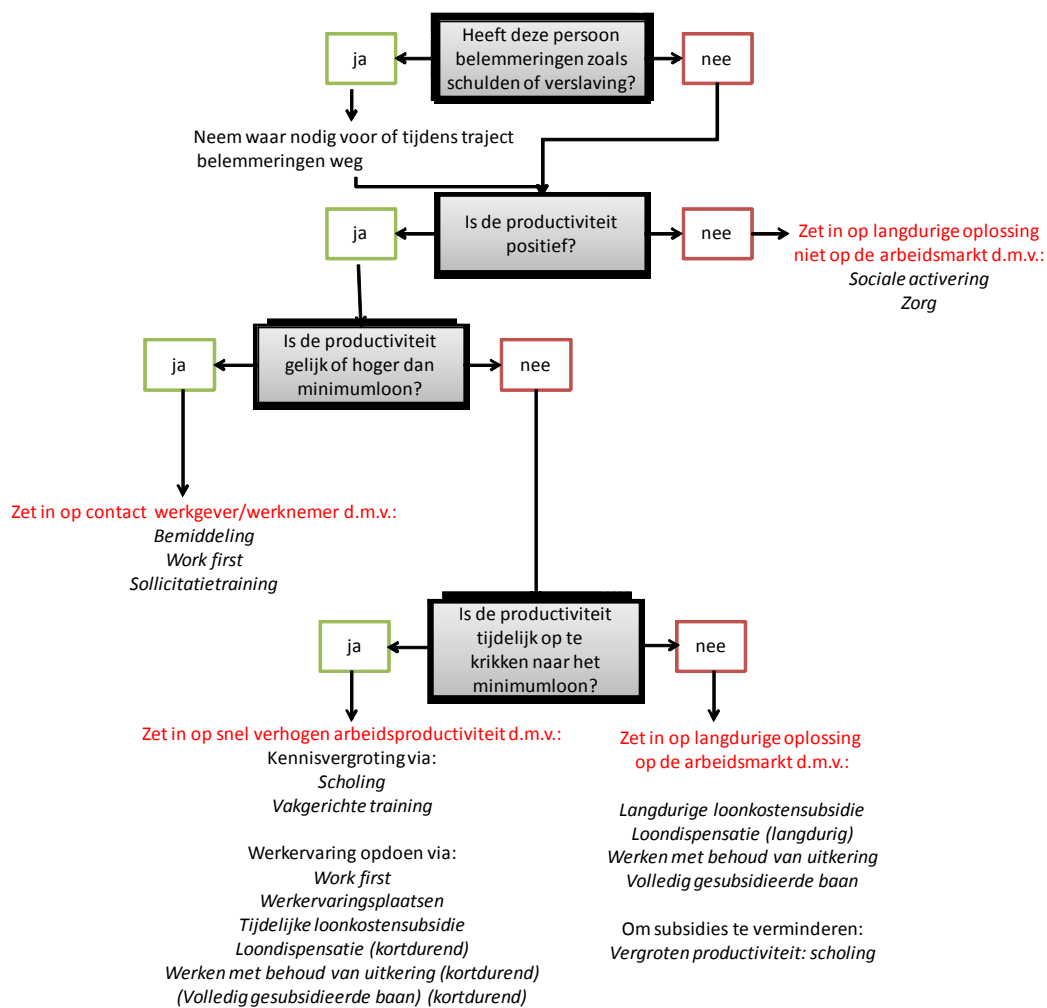 Heeft deze persoon
belemmeringen zoals
schulden of verslaving?
ja
nee
Neem waar nodig voor of tijdens traject
belemmeringen weg
Is de productiviteit
positief?
ja
nee
Zet in op langdurige oplossing
niet op de arbeidsmarkt d.m.v.:
Sociale activering
Zorg
Is de productiviteit
gelijk of hoger dan
minimumloon?
ja
nee
Zet in op contact werkgever/werknemer d.m.v.:
Bemiddeling
Work first
Sollicitatietraining
Is de productiviteit
tijdelijk op te
krikken naar het
minimumloon?
ja
nee
Zet in op snel verhogen arbeidsproductiviteit d.m.v.:
Kennisvergroting via:
Scholing
Vakgerichte training
Werkervaring opdoen via:
Work first
Werkervaringsplaatsen
Tijdelijke loonkostensubsidie
Loondispensatie (kortdurend)
Werken met behoud van uitkering (kortdurend)
(Volledig gesubsidieerde baan) (kortdurend)
Zet in op langdurige oplossing
op de arbeidsmarkt d.m.v.:
Langdurige loonkostensubsidie
Loondispensatie (langdurig)
Werken met behoud van uitkering
Volledig gesubsidieerde baan
Om subsidies te verminderen:
Vergroten productiviteit: scholing